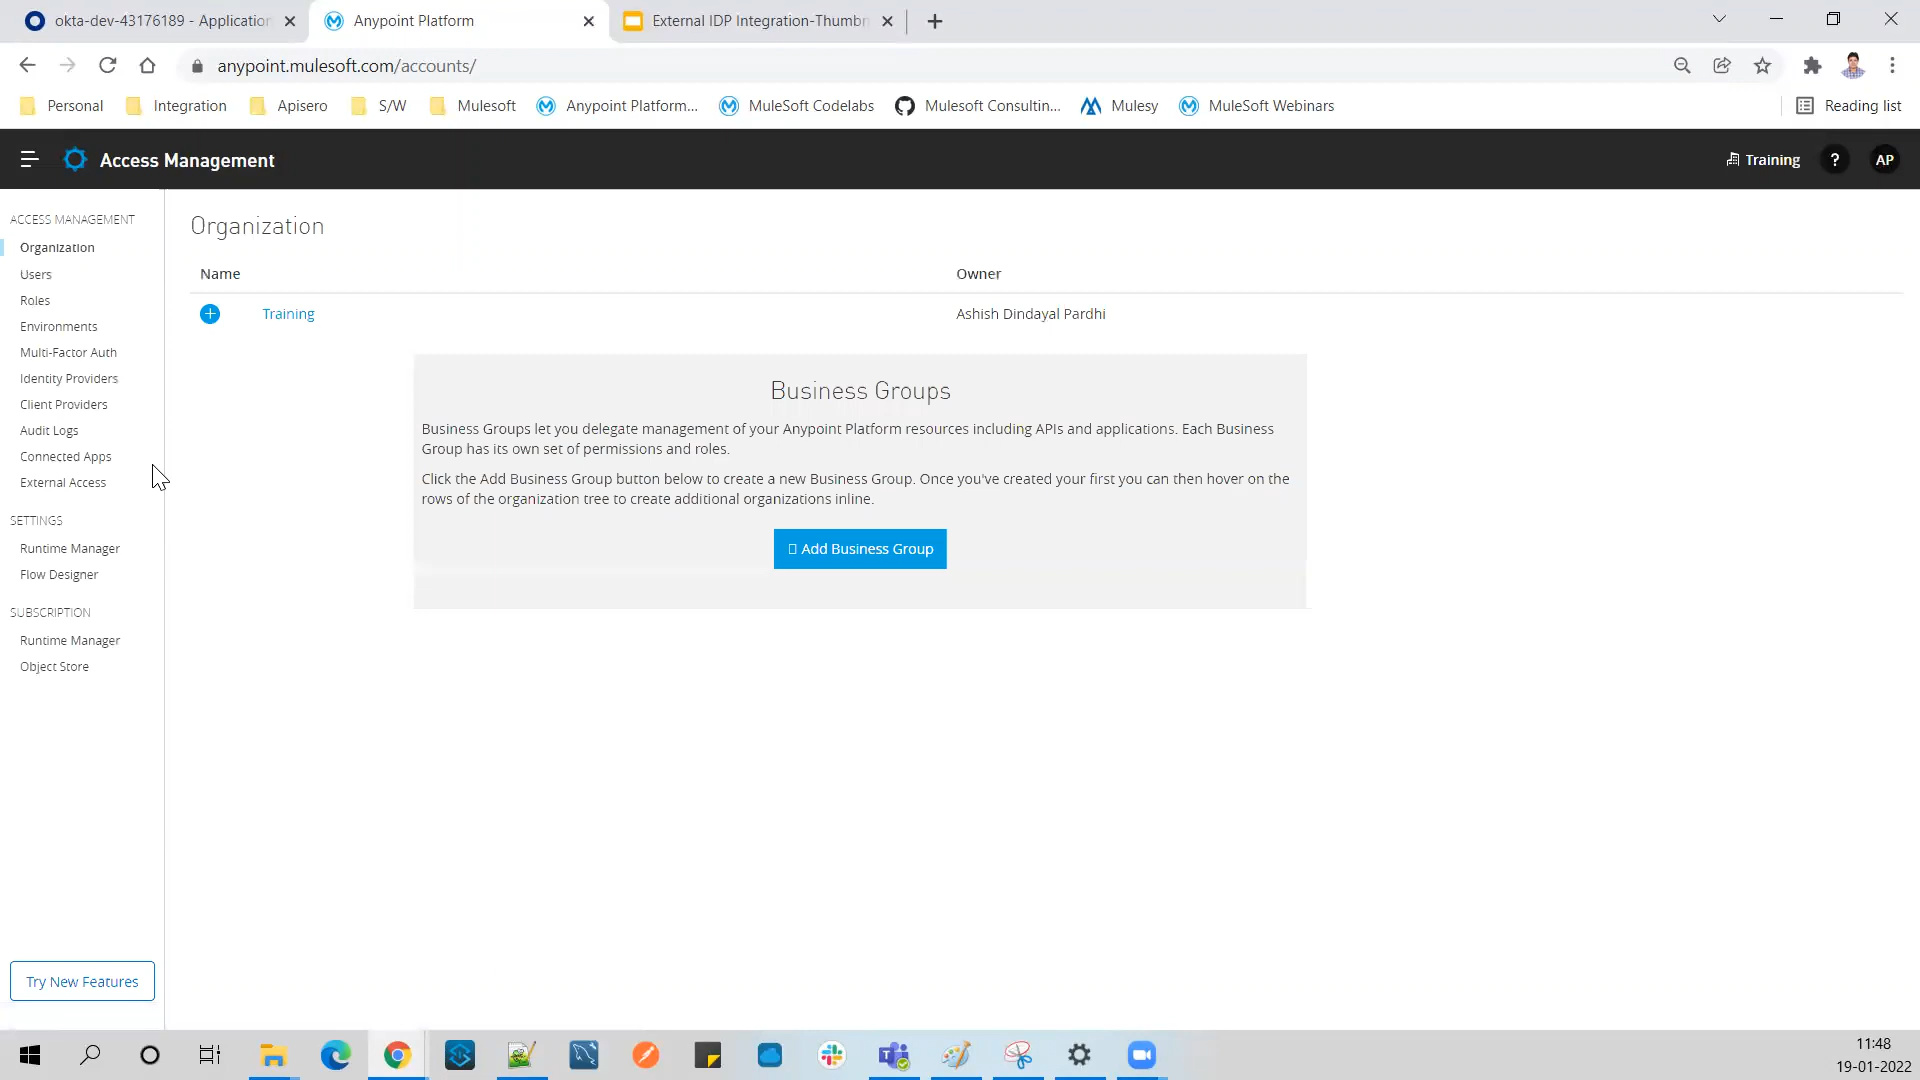 okta-dev-43176189 - Application
Anypoint Platform
External IDP Integration-Thumbn
anypoint.mulesoft.com/accounts/
Personal
Integration
Apisero
S/W
Mulesoft
Anypoint Platform...
MuleSoft Codelabs
Mulesoft Consultin...
Mulesy
MuleSoft Webinars
Reading list
Access Management
Training
?
AP
ACCESS MANAGEMENT
Organization
Users
Roles
Environments
Multi-Factor Auth
Identity Providers
Client Providers
Audit Logs
Connected Apps
External Access
SETTINGS
Runtime Manager
Flow Designer
SUBSCRIPTION
Runtime Manager
Object Store
Try New Features
Organization
Name
Owner
Training
Ashish Dindayal Pardhi
Business Groups
Business Groups let you delegate management of your Anypoint Platform resources including APIs and applications. Each Business
Group has its own set of permissions and roles.
Click the Add Business Group button below to create a new Business Group. Once you've created your first you can then hover on the
rows of the organization tree to create additional organizations inline.
Add Business Group
11:48
19-01-2022